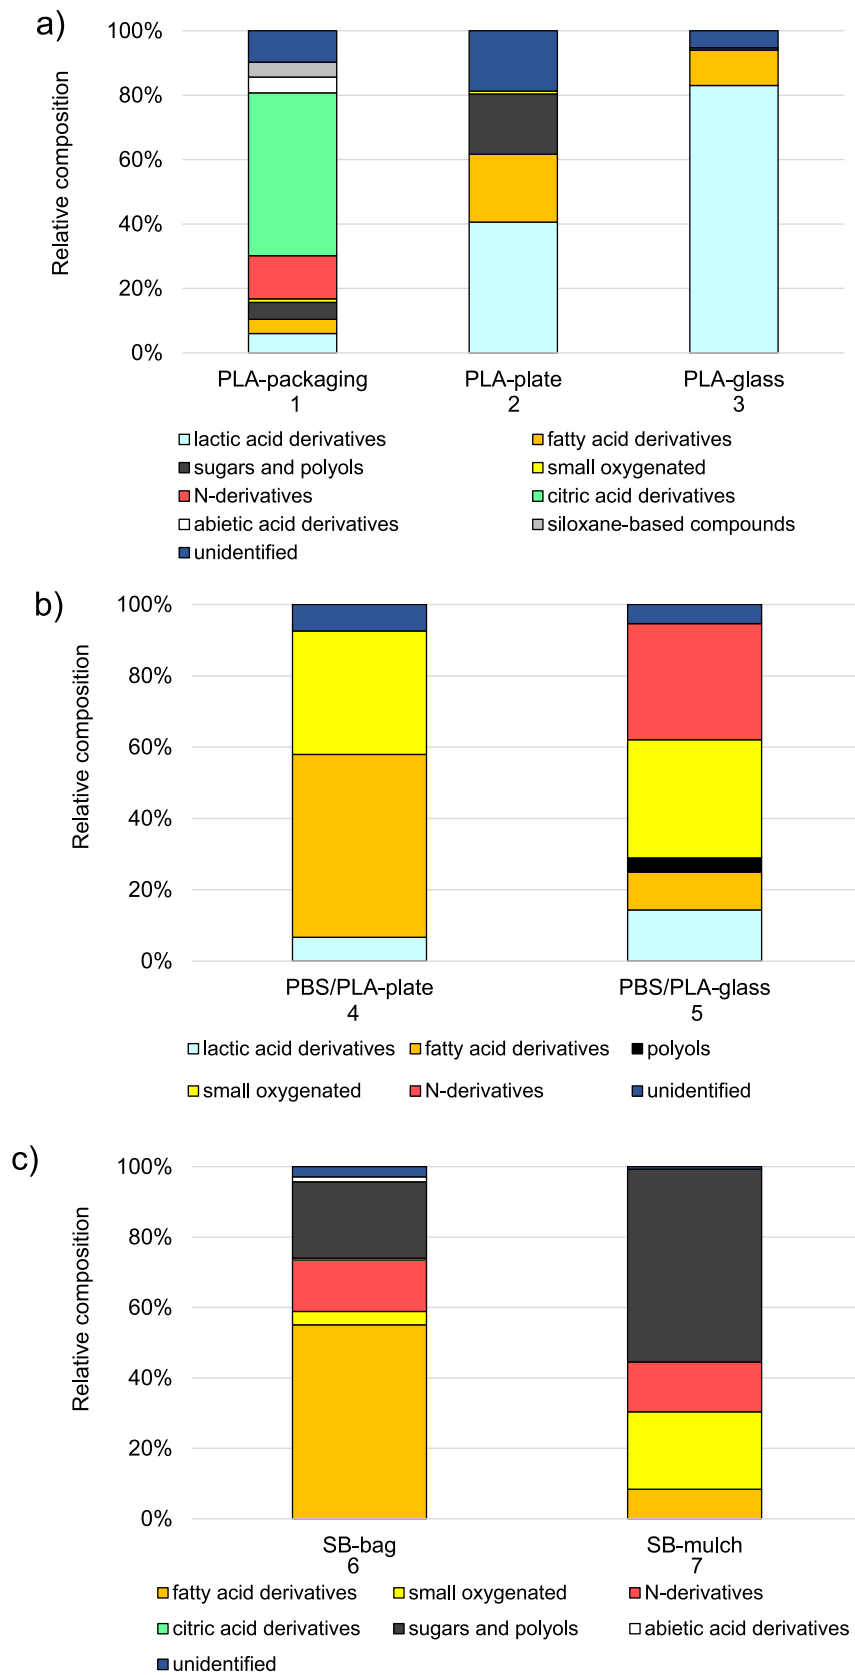 a)
100%
80%
60%
40%
20%
0%
Relative composition
PLA-packaging PLA-plate PLA-glass
1 2 3
lactic acid derivatives fatty acid derivatives
sugars and polyols small oxygenated
N-derivatives citric acid derivatives
abietic acid derivatives siloxane-based compounds
unidentified
b)
100%
80%
60%
40%
20%
0%
Relative composition
PBS/PLA-plate PBS/PLA-glass
4 5
lactic acid derivatives fatty acid derivatives polyols
small oxygenated N-derivatives unidentified
c)
100%
80%
60%
40%
20%
0%
Relative composition
SB-bag SB-mulch
6 7
fatty acid derivatives small oxygenated N-derivatives
citric acid derivatives sugars and polyols abietic acid derivatives
unidentified